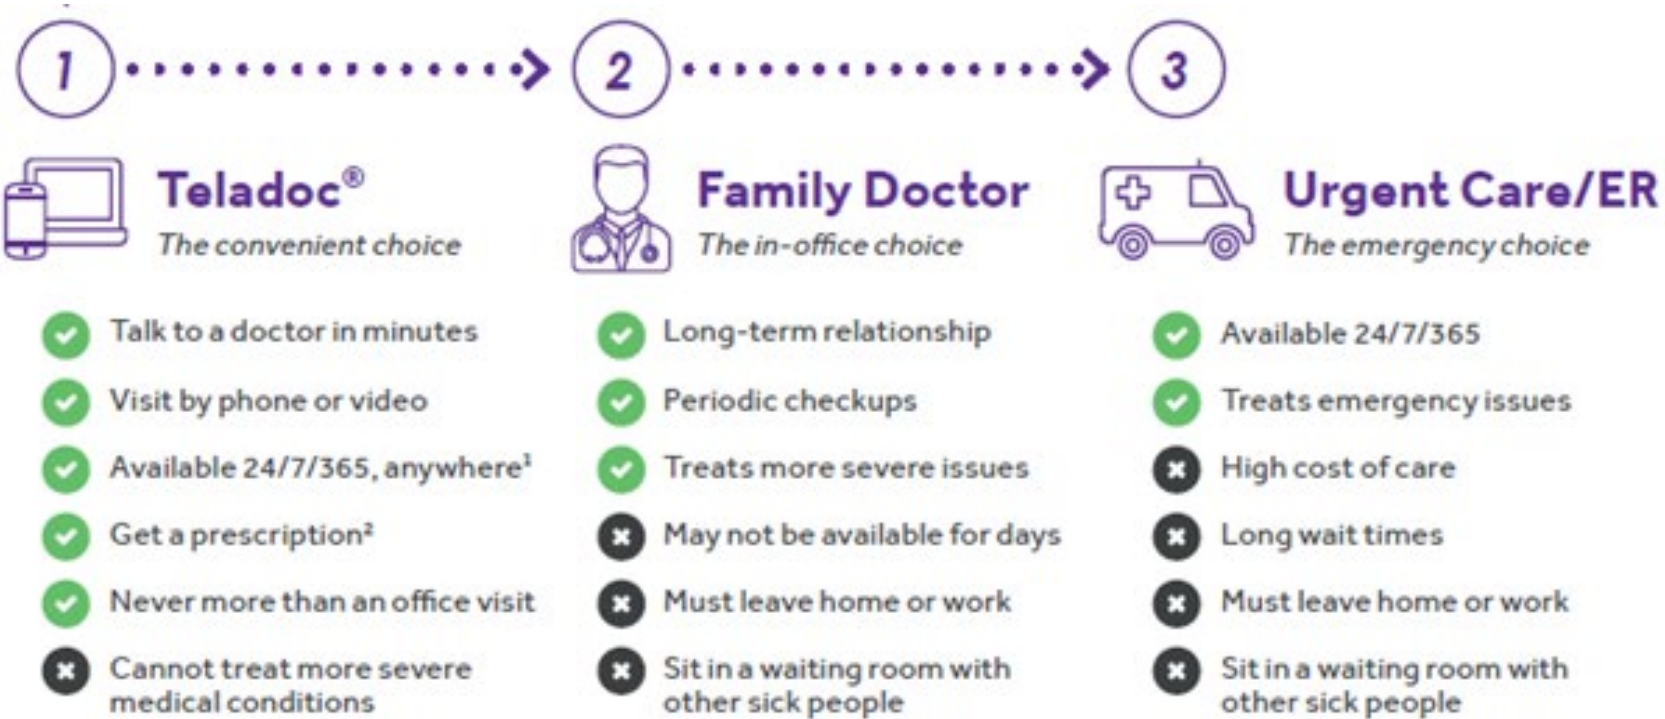 1
2
3
Teladoc®
The convenient choice
Talk to a doctor in minutes
Visit by phone or video
Available 24/7/365, anywhere¹
Get a prescription²
Never more than an office visit
Cannot treat more severe
medical conditions
Family Doctor
The in-office choice
Long-term relationship
Periodic checkups
Treats more severe issues
May not be available for days
Must leave home or work
Sit in a waiting room with
other sick people
Urgent Care/ER
The emergency choice
Available 24/7/365
Treats emergency issues
High cost of care
Long wait times
Must leave home or work
Sit in a waiting room with
other sick people